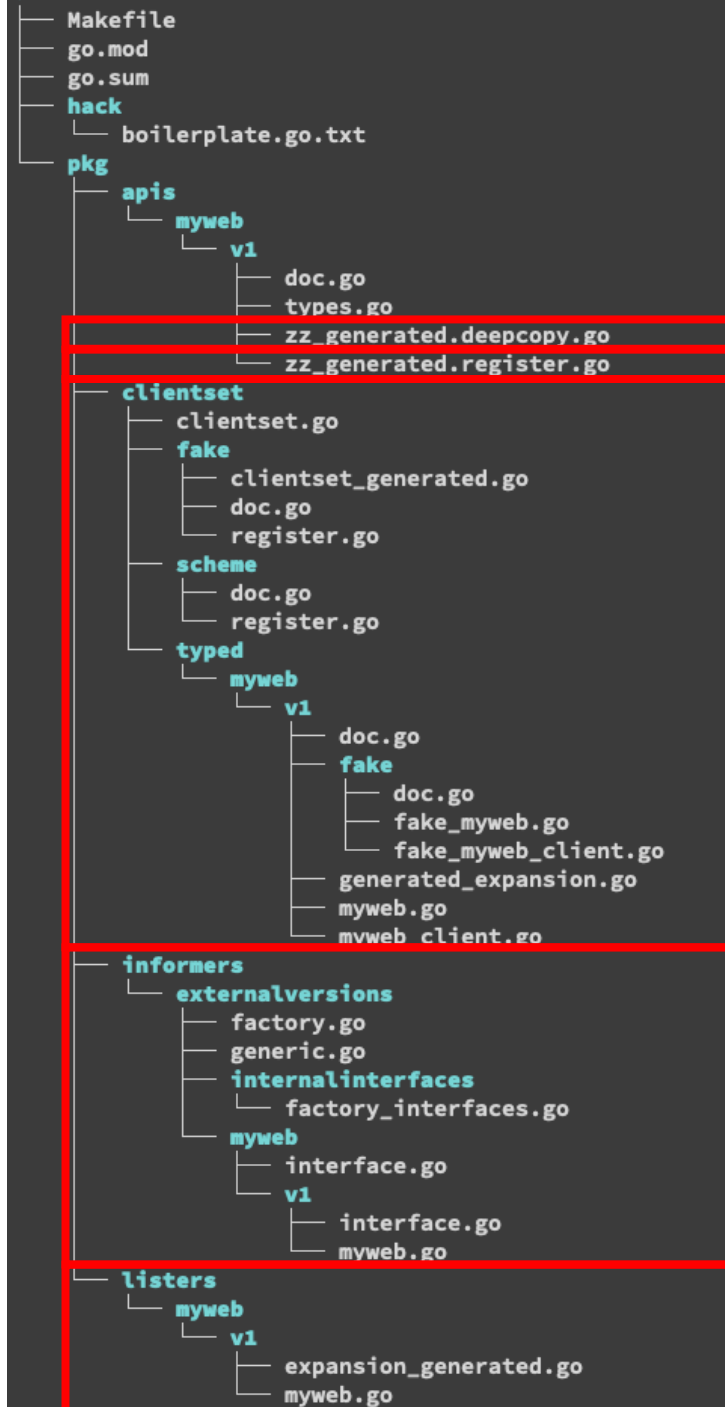 Makefile
go.mod
go.sum
hack
boilerplate.go.txt
pkg
apis
myweb
v1
doc.go
types.go
zz_generated.deepcopy.go
zz_generated.register.go
clientset
clientset.go
fake
clientset_generated.go
doc.go
register.go
scheme
doc.go
register.go
typed
myweb
v1
doc.go
fake
doc.go
fake_myweb.go
fake_myweb_client.go
generated_expansion.go
myweb.go
myweb_client.go
informers
externalversions
factory.go
generic.go
internalinterfaces
factory_interfaces.go
myweb
interface.go
v1
interface.go
myweb.go
listers
myweb
v1
expansion_generated.go
myweb.go